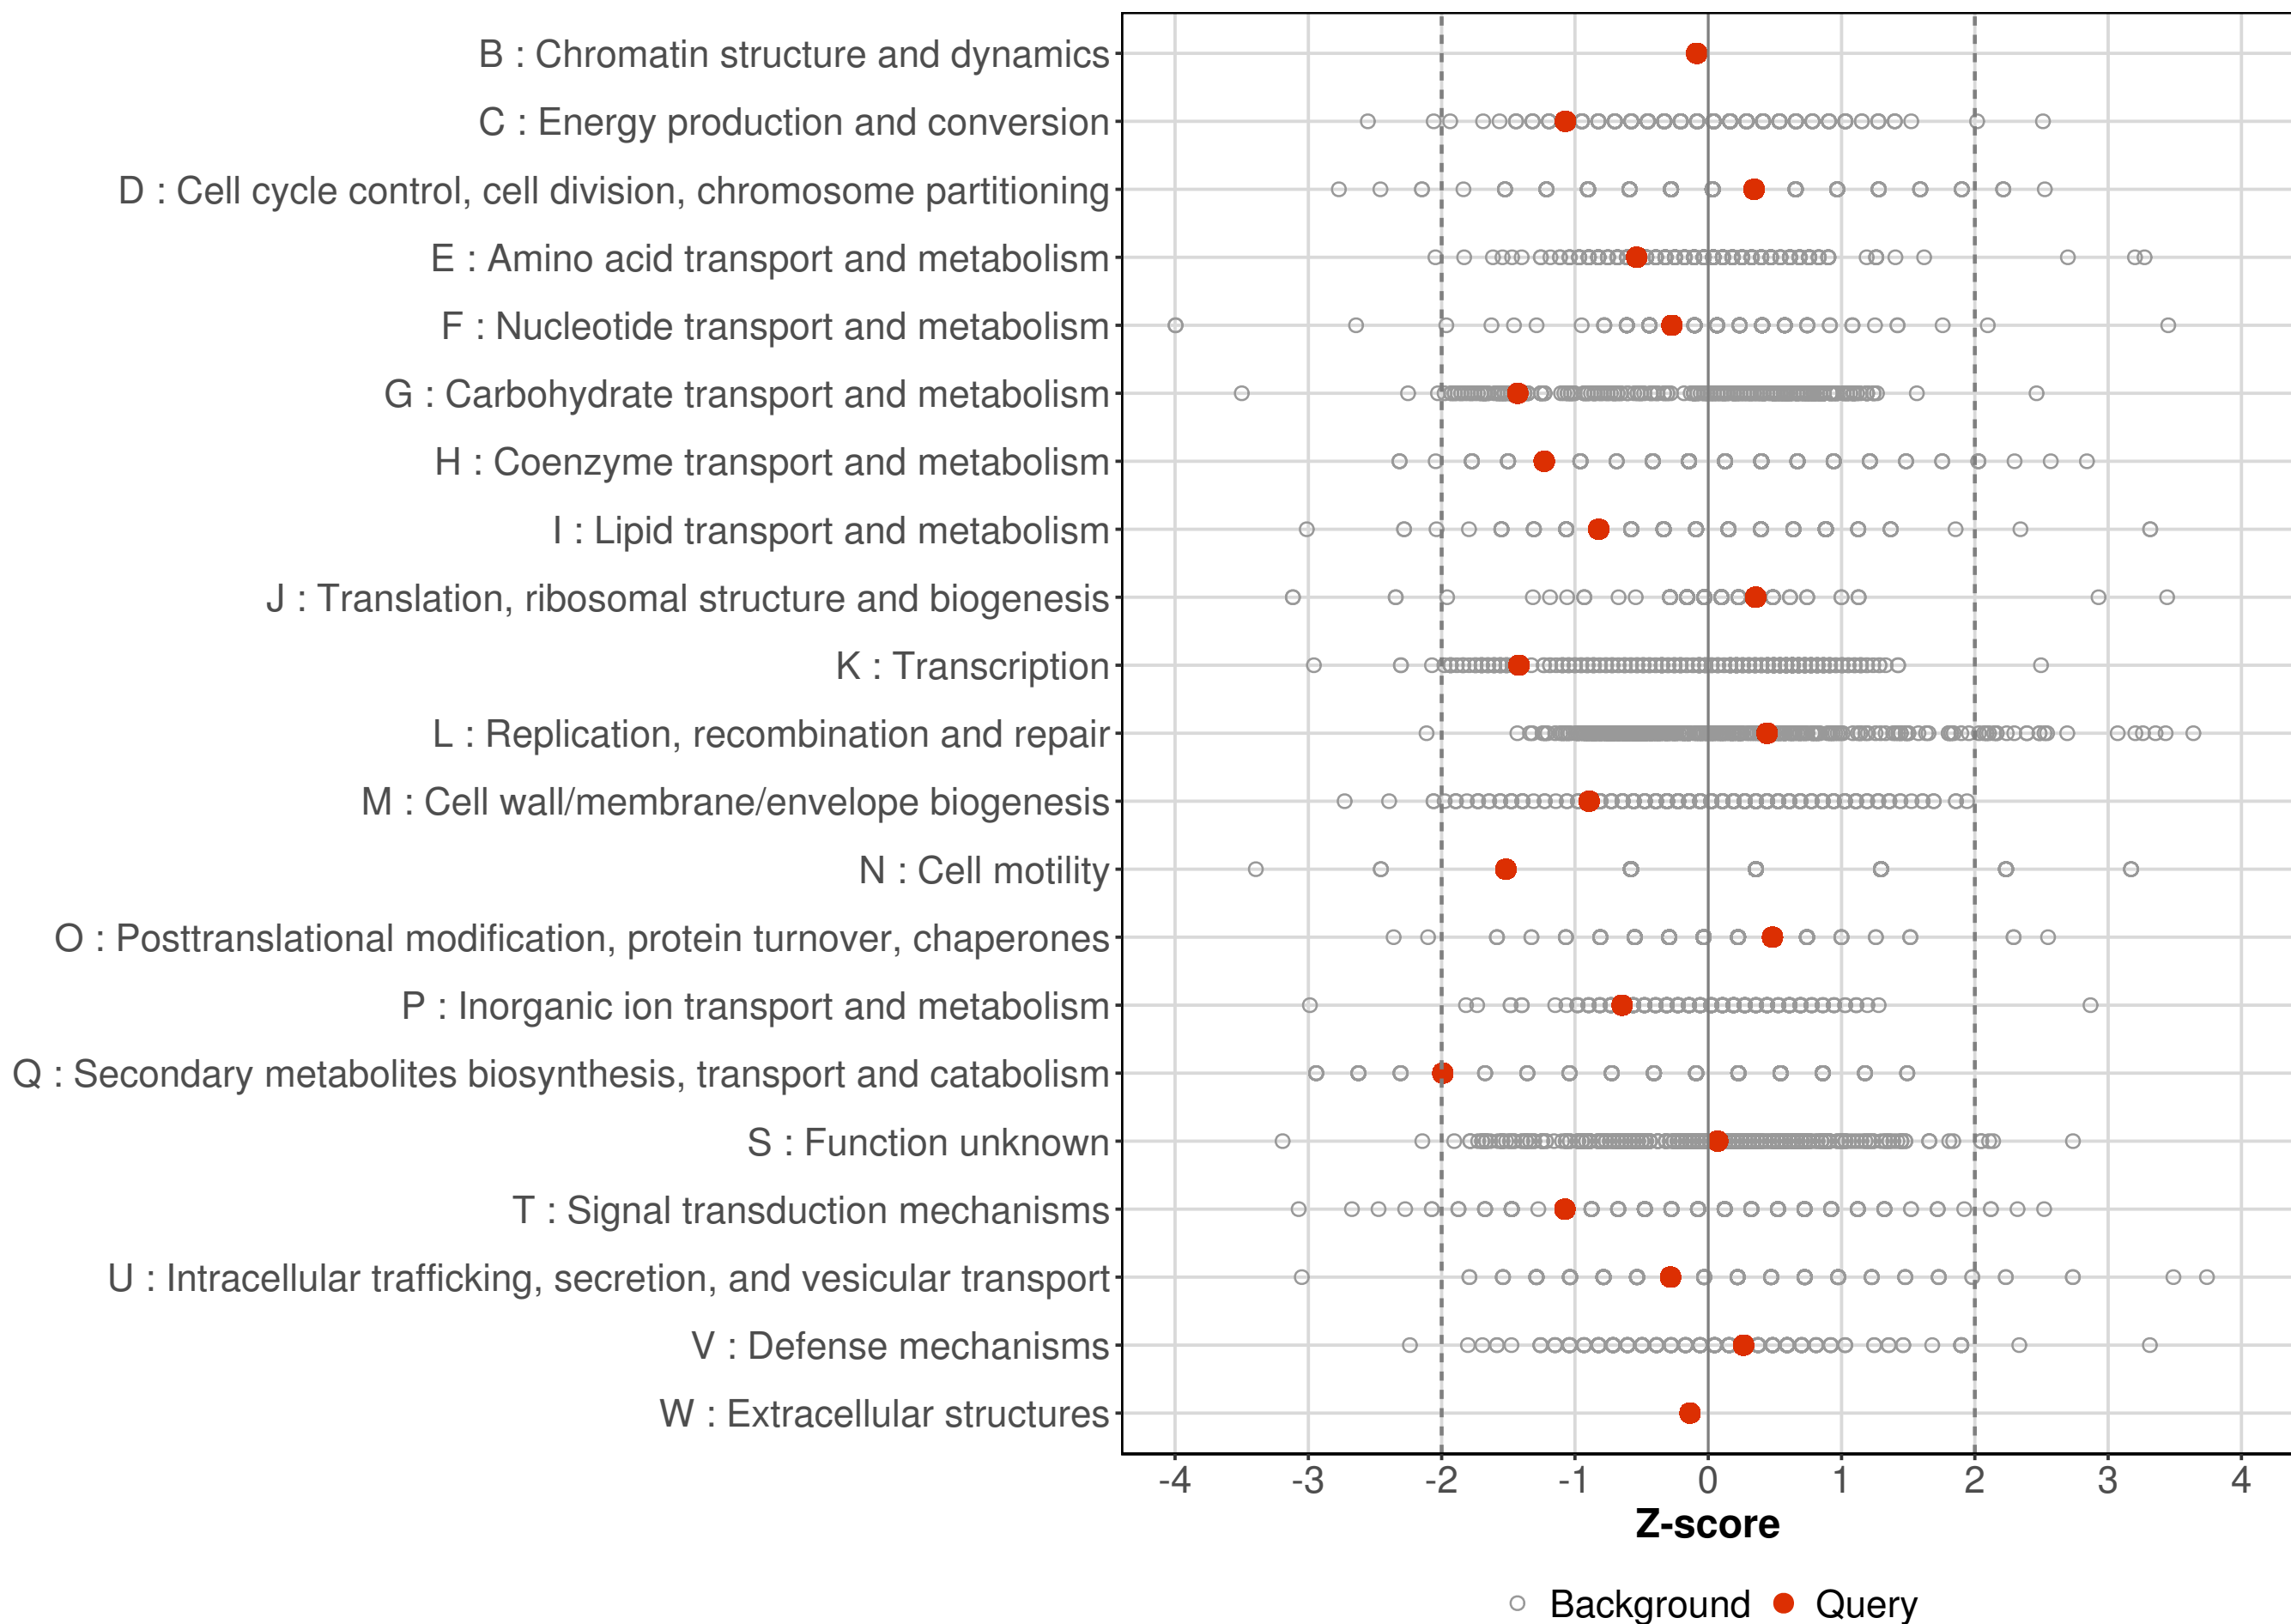 B : Chromatin structure and dynamics
C : Energy production and conversion
D : Cell cycle control, cell division, chromosome partitioning
E : Amino acid transport and metabolism
F : Nucleotide transport and metabolism
G : Carbohydrate transport and metabolism
H : Coenzyme transport and metabolism
I : Lipid transport and metabolism
J : Translation, ribosomal structure and biogenesis
K : Transcription
L : Replication, recombination and repair
M : Cell wall/membrane/envelope biogenesis
N : Cell motility
O : Posttranslational modification, protein turnover, chaperones
P : Inorganic ion transport and metabolism
Q : Secondary metabolites biosynthesis, transport and catabolism
S : Function unknown
T : Signal transduction mechanisms
U : Intracellular trafficking, secretion, and vesicular transport
V : Defense mechanisms
W : Extracellular structures
-4 -3 -2 -1 0 1 2 3 4
Z-score
Background Query